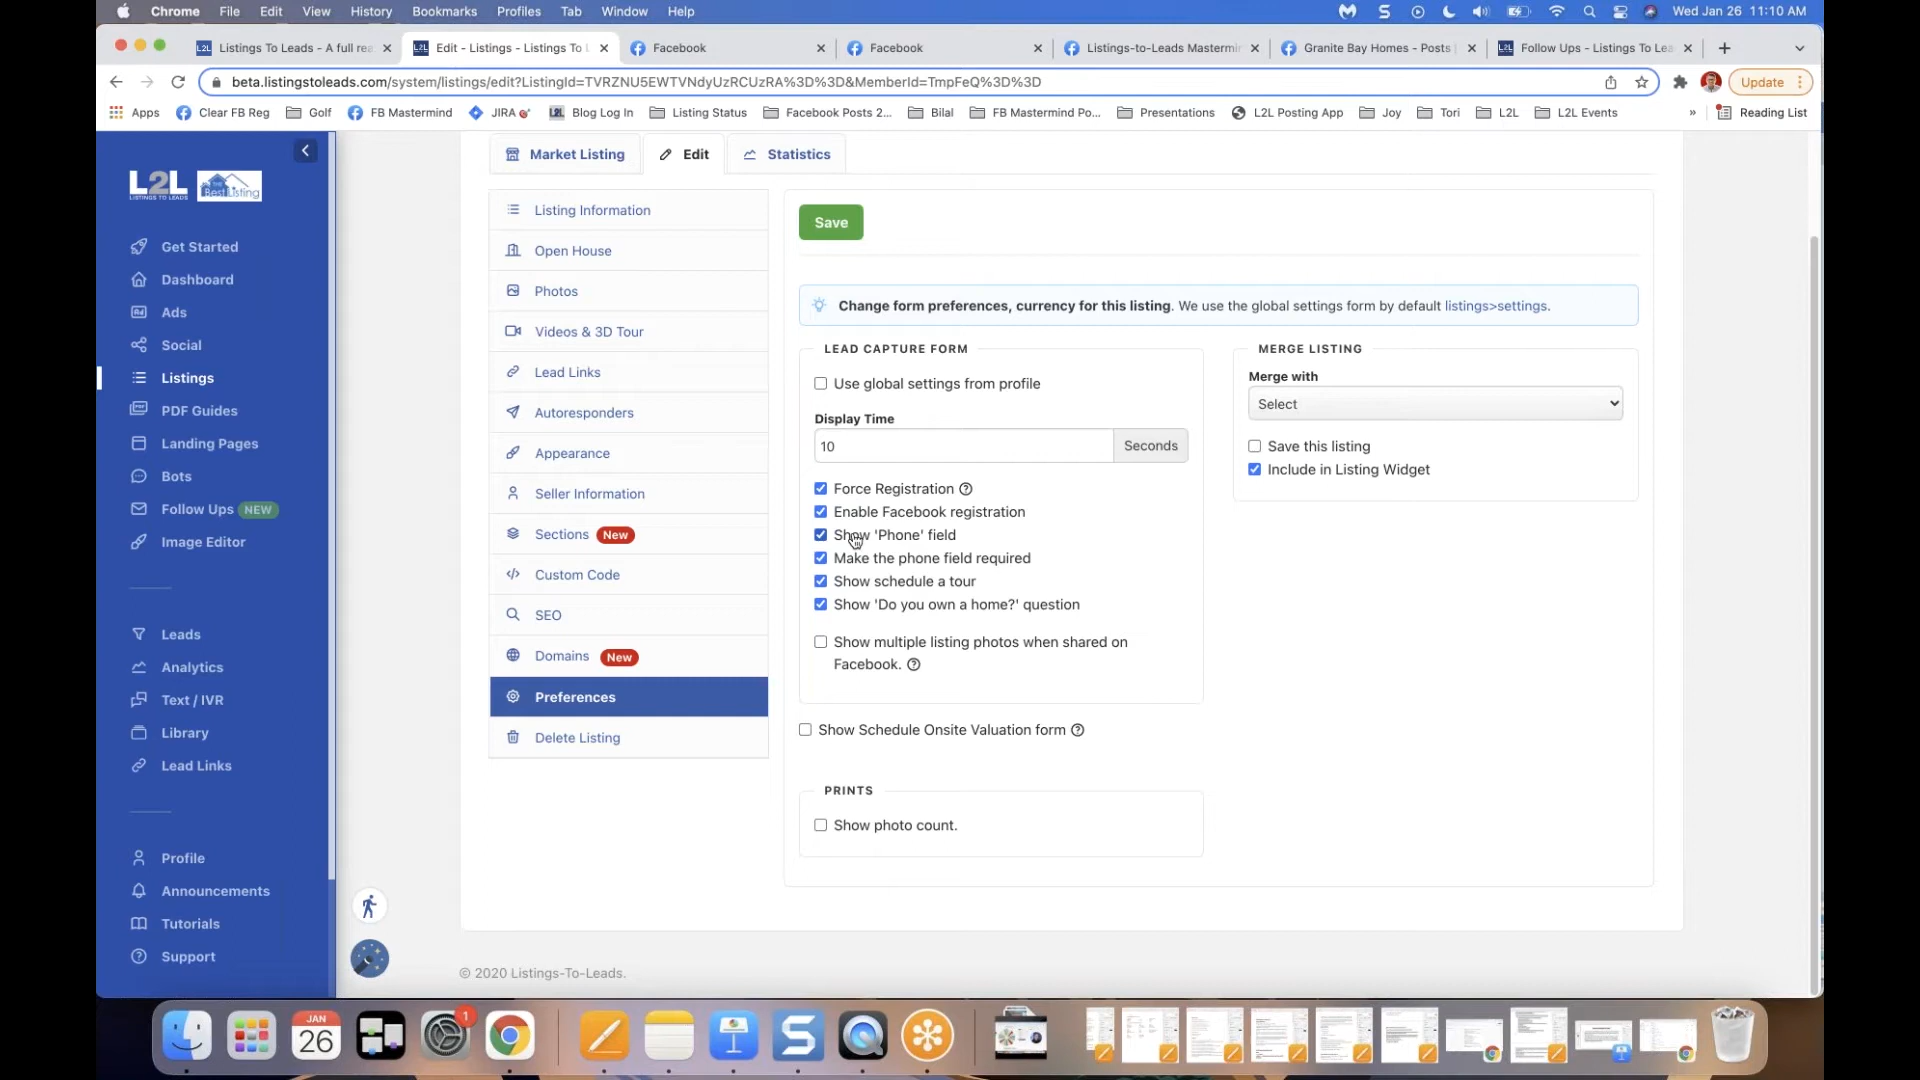 Chrome File Edit View History Bookmarks Profiles Tab Window Help Wed Jan 26 11:10 AM
Listings To Leads - A full rea Edit - Listings - Listings To L Facebook Facebook Listings-to-Leads Mastermin Granite Bay Homes - Posts Follow Ups - Listings To Lea
beta.listingstoleads.com/system/listings/edit?ListingId=TVRZNU5EWTVNdyUzRCUzRA%3D%3D&MemberId=TmpFeQ%3D%3D Update
Apps Clear FB Reg Golf FB Mastermind JIRA Blog Log In Listing Status Facebook Posts 2... Bilal FB Mastermind Po... Presentations L2L Posting App Joy Tori L2L L2L Events » Reading List
L2L
LISTINGS TO LEADS
THE
Best Listing
Get Started
Dashboard
Ads
Social
Listings
PDF Guides
Landing Pages
Bots
Follow Ups NEW
Image Editor
Leads
Analytics
Text / IVR
Library
Lead Links
Profile
Announcements
Tutorials
Support
Market Listing Edit Statistics
Listing Information
Open House
Photos
Videos & 3D Tour
Lead Links
Autoresponders
Appearance
Seller Information
Sections New
Custom Code
SEO
Domains New
Preferences
Delete Listing
Save
Change form preferences, currency for this listing. We use the global settings form by default listings>settings.
LEAD CAPTURE FORM
Use global settings from profile
Display Time
10 Seconds
Force Registration
Enable Facebook registration
Show 'Phone' field
Make the phone field required
Show schedule a tour
Show 'Do you own a home?' question
Show multiple listing photos when shared on
Facebook.
Show Schedule Onsite Valuation form
PRINTS
Show photo count.
MERGE LISTING
Merge with
Select
Save this listing
Include in Listing Widget
© 2020 Listings-To-Leads.
JAN
26
1